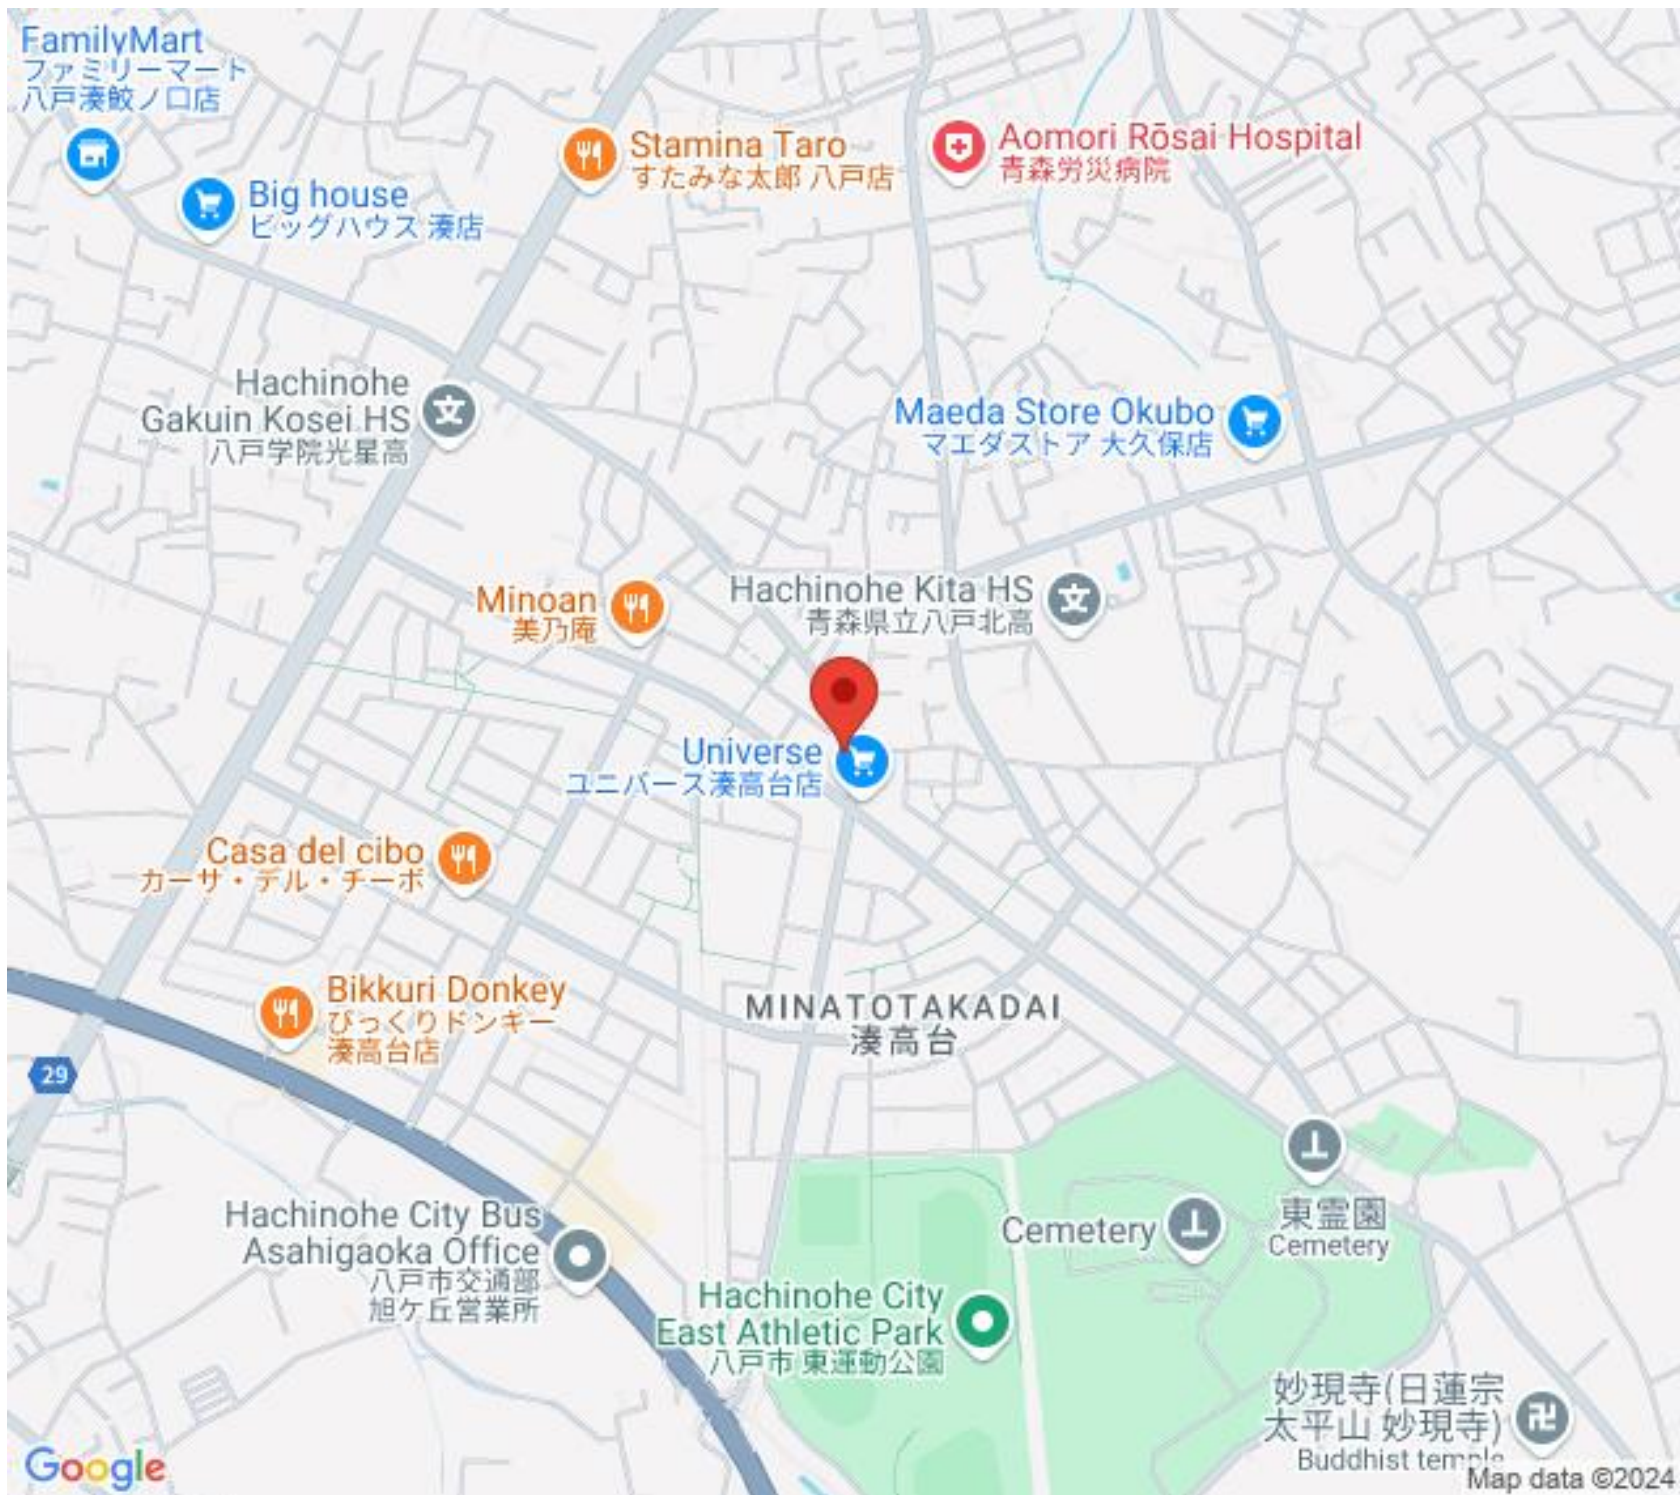 FamilyMart
ファミリーマート
八戸湊鮫ノ口店
Stamina Taro
すたみな太郎 八戸店
Aomori Rōsai Hospital
青森労災病院
Big house
ビッグハウス 湊店
Hachinohe
Gakuin Kosei HS
八戸学院光星高
Maeda Store Okubo
マエダストア 大久保店
Minoan
美乃庵
Hachinohe Kita HS
青森県立八戸北高
Universe
ユニバース湊高台店
Casa del cibo
カーサ・デル・チーボ
Bikkuri Donkey
びっくりドンキー
湊高台店
MINATOTAKADAI
湊高台
29
Hachinohe City Bus
Asahigaoka Office
八戸市交通部
旭ケ丘営業所
Cemetery
東霊園
Cemetery
Hachinohe City
East Athletic Park
八戸市 東運動公園
妙現寺(日蓮宗
太平山 妙現寺)
Buddhist temple
Google
Map data ©2024